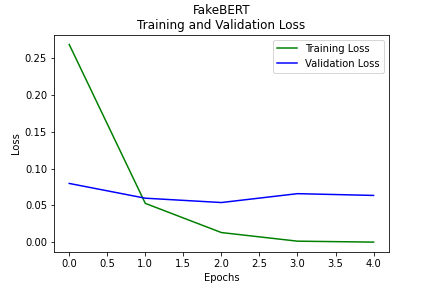 FakeBERT
Training and Validation Loss
Training Loss
Validation Loss
Loss
0.25
0.20
0.15
0.10
0.05
0.00
0.0 0.5 1.0 1.5 2.0 2.5 3.0 3.5 4.0
Epochs